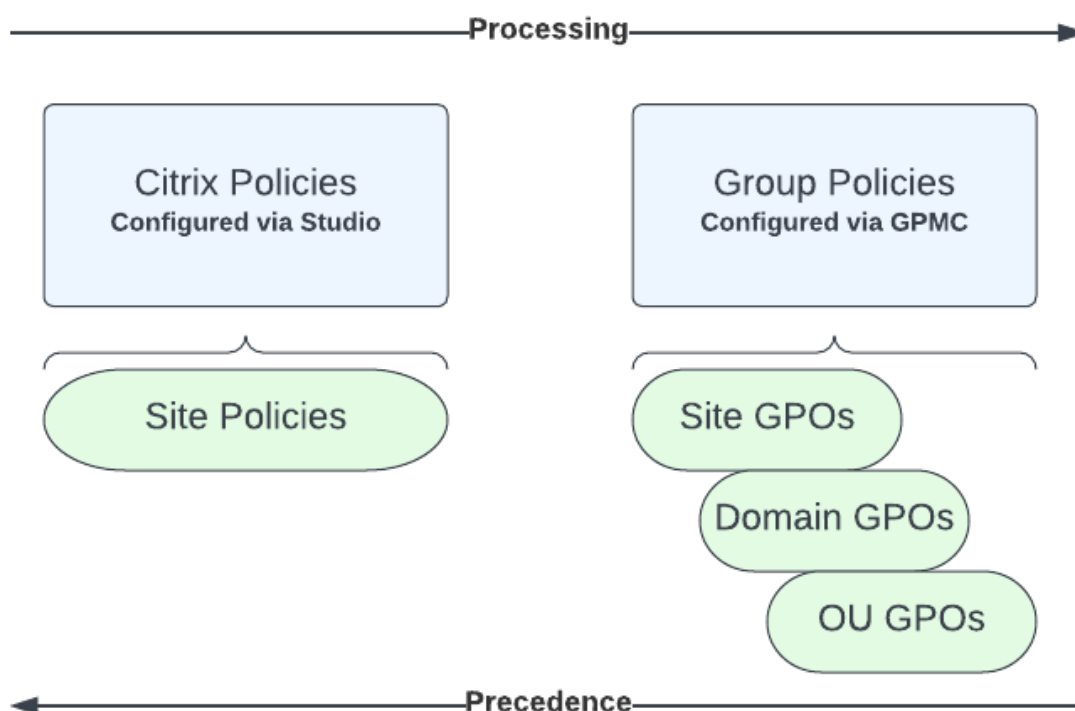 Processing
Citrix Policies
Configured via Studio
Group Policies
Configured via GPMC
Site Policies
Site GPOs
Domain GPOs
OU GPOs
Precedence